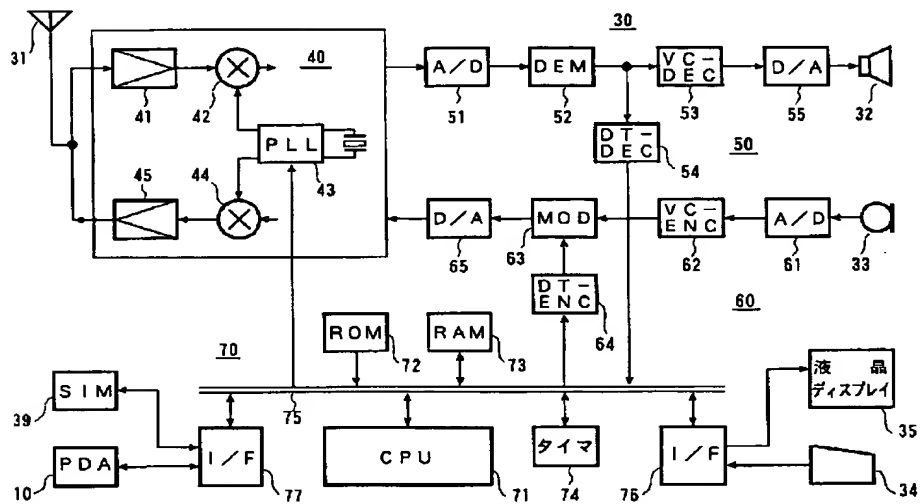 31
30
40
A/D
DEM
VC-
DEC
D/A
41
42
51
52
53
55
32
DT-
DEC
54
50
PLL
43
45
44
D/A
MOD
VC-
ENC
A/D
65
63
62
61
33
DT-
ENC
64
60
70
ROM
72
RAM
73
75
SIM
39
PDA
10
I/F
77
CPU
71
タイマ
74
I/F
76
液晶
ディスプレイ
35
34